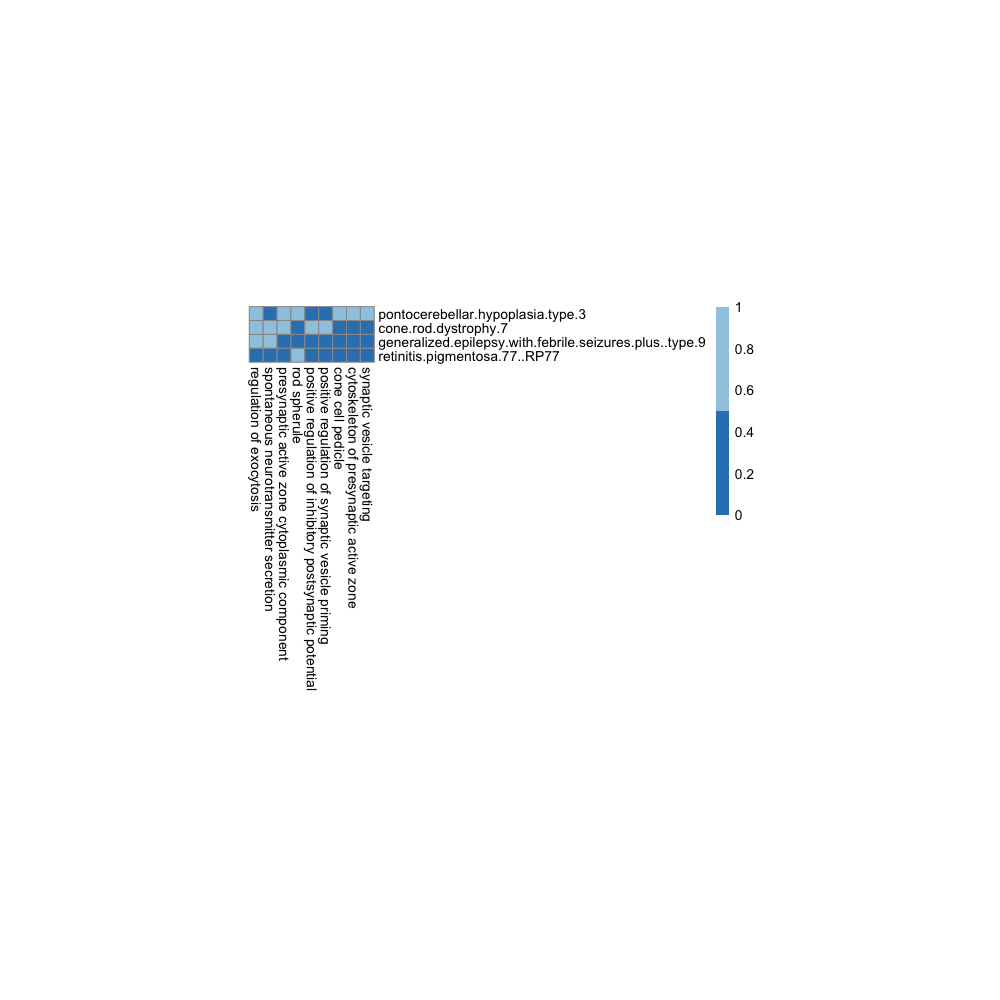 pontocerebellar.hypoplasia.type.3
cone.rod.dystrophy.7
generalized.epilepsy.with.febrile.seizures.plus..type.9
retinitis.pigmentosa.77..RP77
regulation of exocytosis
spontaneous neurotransmitter secretion
presynaptic active zone cytoplasmic component
rod spherule
positive regulation of inhibitory postsynaptic potential
positive regulation of synaptic vesicle priming
cone cell pedicle
cytoskeleton of presynaptic active zone
synaptic vesicle targeting
1
0.8
0.6
0.4
0.2
0